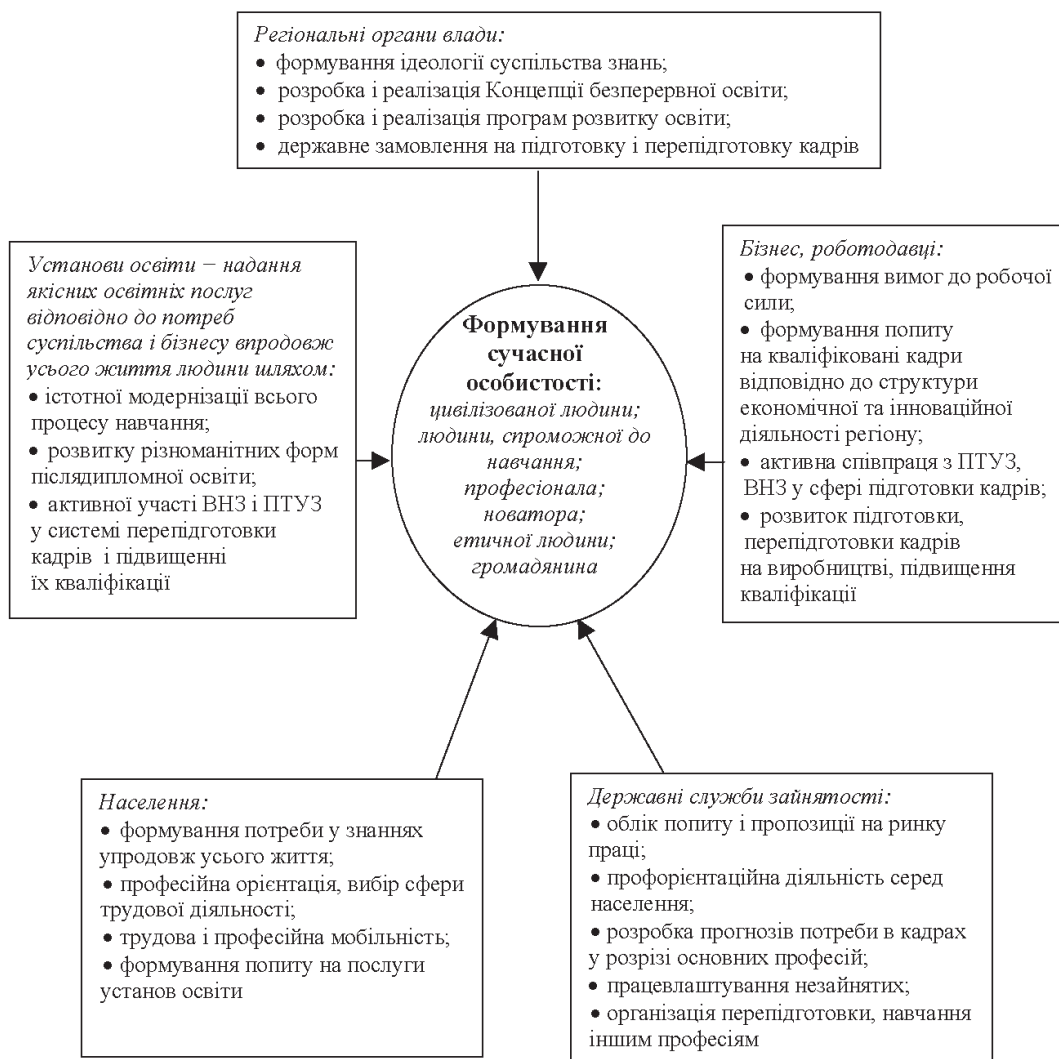 Регіональні органи влади:
• формування ідеології суспільства знань;
• розробка і реалізація Концепції безперервної освіти;
• розробка і реалізація програм розвитку освіти;
• державне замовлення на підготовку і перепідготовку кадрів
Установи освіти – надання
якісних освітніх послуг
відповідно до потреб
суспільства і бізнесу впродовж
усього життя людини шляхом:
• істотної модернізації всього
процесу навчання;
• розвитку різноманітних форм
післядипломної освіти;
• активної участі ВНЗ і ПТУЗ
у системі перепідготовки
кадрів і підвищенні
їх кваліфікації
Формування
сучасної
особистості:
цивілізованої людини;
людини, спроможної до
навчання;
професіонала;
новатора;
етичної людини;
громадянина
Бізнес, роботодавці:
• формування вимог до робочої
сили;
• формування попиту
на кваліфіковані кадри
відповідно до структури
економічної та інноваційної
діяльності регіону;
• активна співпраця з ПТУЗ,
ВНЗ у сфері підготовки кадрів;
• розвиток підготовки,
перепідготовки кадрів
на виробництві, підвищення
кваліфікації
Населення:
• формування потреби у знаннях
упродовж усього життя;
• професійна орієнтація, вибір сфери
трудової діяльності;
• трудова і професійна мобільність;
• формування попиту на послуги
установ освіти
Державні служби зайнятості:
• облік попиту і пропозиції на ринку
праці;
• профорієнтаційна діяльність серед
населення;
• розробка прогнозів потреби в кадрах
у розрізі основних професій;
• працевлаштування незайнятих;
• організація перепідготовки, навчання
іншим професіям